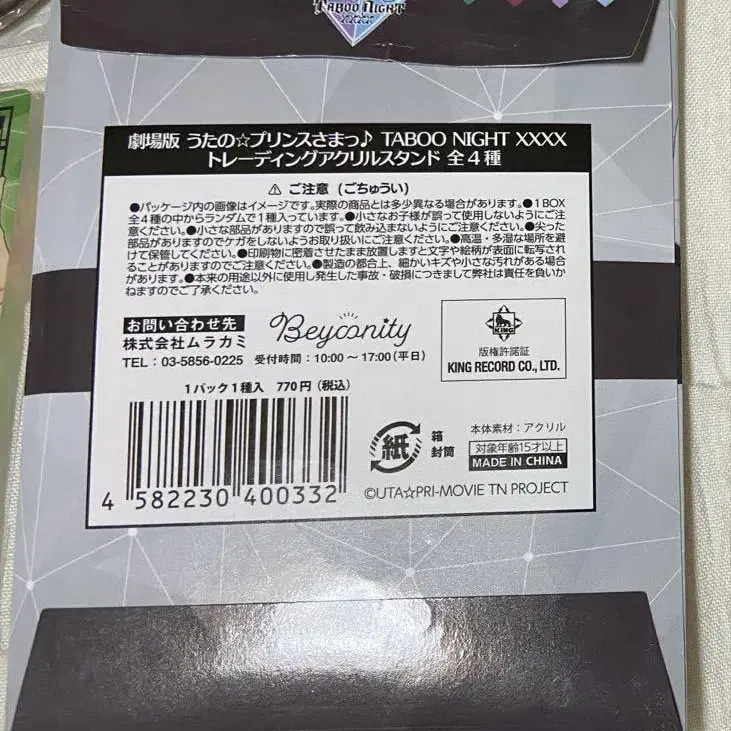 TABOO NIGHT
XXXX
劇場版 うたの☆プリンスさまっ♪ TABOO NIGHT XXXX
トレーディングアクリルスタンド 全4種
⚠ ご注意（ごちゅうい）
●パッケージ内の画像はイメージです。実際の商品とは多少異なる場合があります。●1BOX
全4種の中からランダムで1種入っています。●小さなお子様が誤って使用しないようにご注
意ください。●小さな部品がありますので誤って飲み込まないようにご注意ください。●尖った
部品がありますのでケガをしないようお取り扱いにご注意ください。●高温・多湿な場所を避
けて保管してください。●印刷物に密着させたまま放置しますと文字や絵柄が表面に転写され
ることがありますのでご注意ください。●製造の都合上、細かいキズや小さな汚れがある場合
があります。●本来の用途以外に使用し発生した事故・破損につきまして弊社は責任を負いか
ねますのでご了承ください。
お問い合わせ先
株式会社ムラカミ
TEL：03-5856-0225 受付時間：10:00～17:00（平日）
Beyconity
KING
版権許諾証
KING RECORD CO., LTD.
1パック1種入 770円（税込）
4 582230 400332
紙
箱
封筒
本体素材：アクリル
対象年齢15才以上
MADE IN CHINA
©UTA☆PRI-MOVIE TN PROJECT